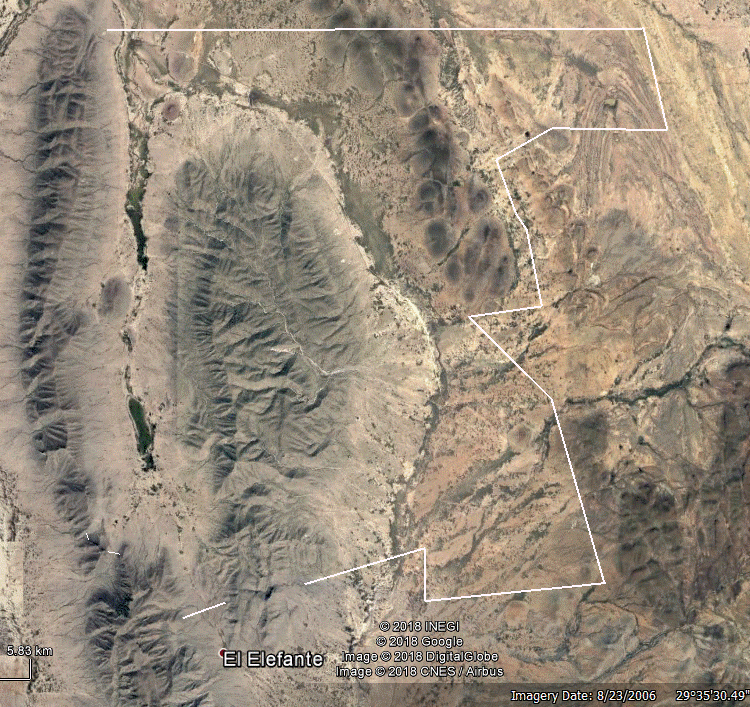 5.83 km
El Elefante
© 2018 INEGI
© 2018 Google
Image © 2018 DigitalGlobe
Image © 2018 CNES / Airbus
Imagery Date: 8/23/2006 29°35'30.49"